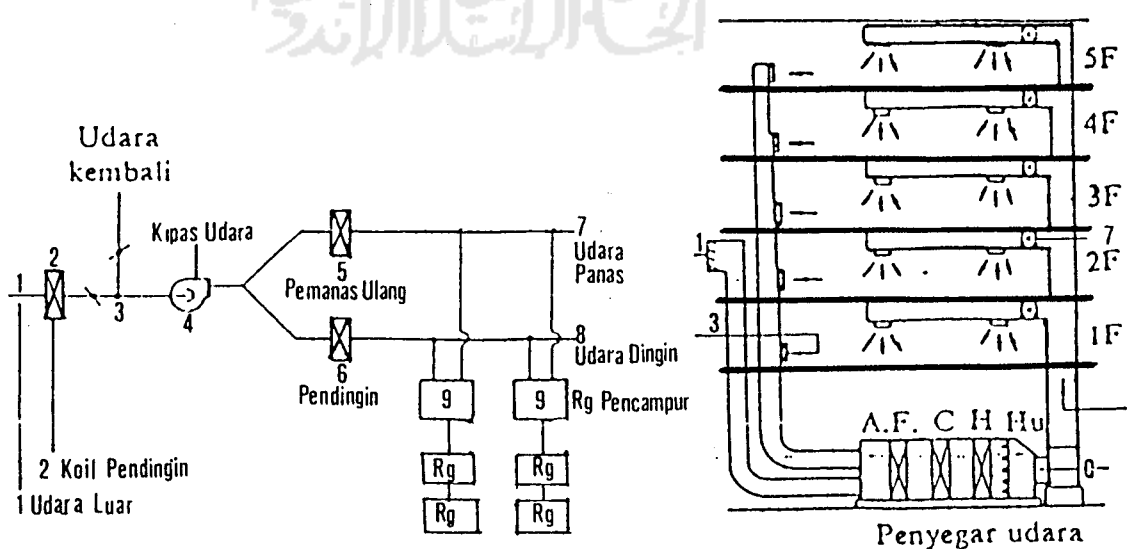 Udara
kembali
Kipas Udara
1
2
3
4
5
Pemanas Ulang
6
Pendingin
7
Udara
Panas
8
Udara Dingin
9
9
Rg Pencampur
Rg
Rg
Rg
Rg
2 Koil Pendingin
1 Udara Luar
5F
4F
3F
7
2F
1F
1
3
A.F. C H Hu
Penyegar udara